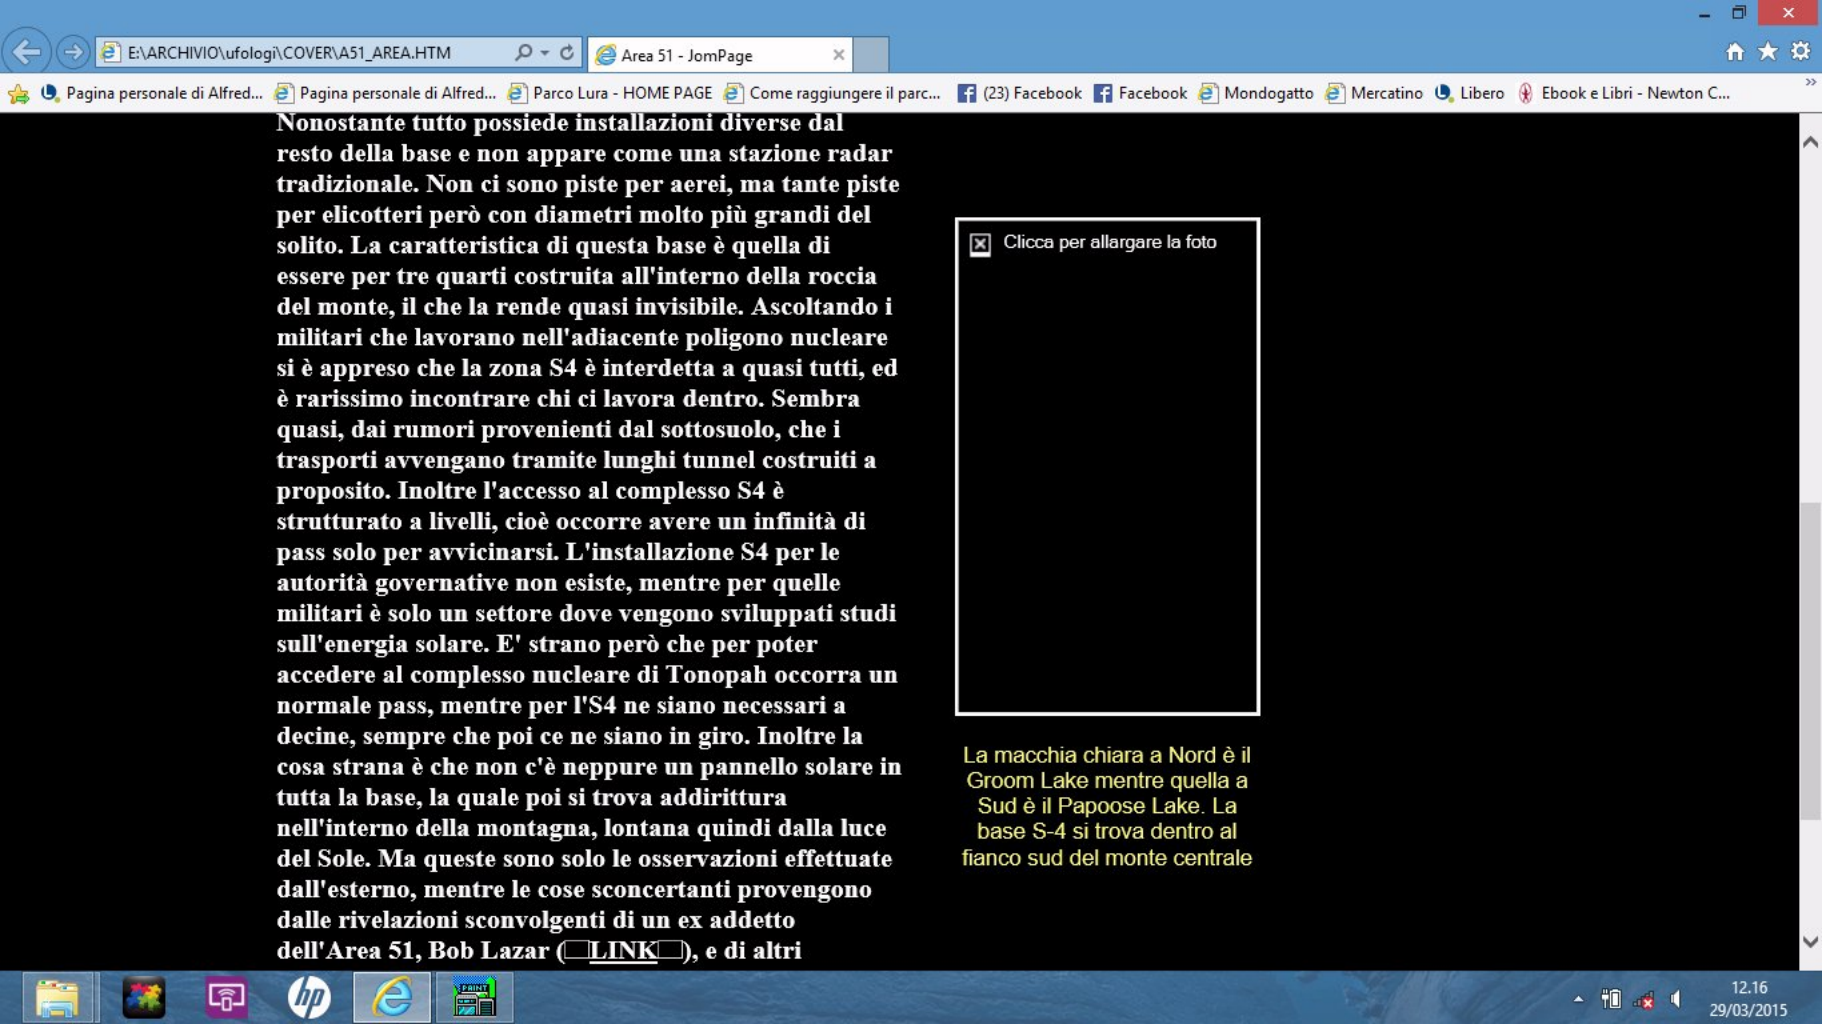 E:\ARCHIVIO\ufologi\COVER\A51_AREA.HTM
Area 51 - JomPage
Pagina personale di Alfred...
Pagina personale di Alfred...
Parco Lura - HOME PAGE
Come raggiungere il parc...
(23) Facebook
Facebook
Mondogatto
Mercatino
Libero
Ebook e Libri - Newton C...
Nonostante tutto possiede installazioni diverse dal
resto della base e non appare come una stazione radar
tradizionale. Non ci sono piste per aerei, ma tante piste
per elicotteri però con diametri molto più grandi del
solito. La caratteristica di questa base è quella di
essere per tre quarti costruita all'interno della roccia
del monte, il che la rende quasi invisibile. Ascoltando i
militari che lavorano nell'adiacente poligono nucleare
si è appreso che la zona S4 è interdetta a quasi tutti, ed
è rarissimo incontrare chi ci lavora dentro. Sembra
quasi, dai rumori provenienti dal sottosuolo, che i
trasporti avvengano tramite lunghi tunnel costruiti a
proposito. Inoltre l'accesso al complesso S4 è
strutturato a livelli, cioè occorre avere un infinità di
pass solo per avvicinarsi. L'installazione S4 per le
autorità governative non esiste, mentre per quelle
militari è solo un settore dove vengono sviluppati studi
sull'energia solare. E' strano però che per poter
accedere al complesso nucleare di Tonopah occorra un
normale pass, mentre per l'S4 ne siano necessari a
decine, sempre che poi ce ne siano in giro. Inoltre la
cosa strana è che non c'è neppure un pannello solare in
tutta la base, la quale poi si trova addirittura
nell'interno della montagna, lontana quindi dalla luce
del Sole. Ma queste sono solo le osservazioni effettuate
dall'esterno, mentre le cose sconcertanti provengono
dalle rivelazioni sconvolgenti di un ex addetto
dell'Area 51, Bob Lazar (□LINK□), e di altri
Clicca per allargare la foto
La macchia chiara a Nord è il
Groom Lake mentre quella a
Sud è il Papoose Lake. La
base S-4 si trova dentro al
fianco sud del monte centrale
hp
PAINT
12.16
29/03/2015